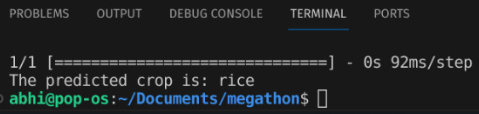 PROBLEMS OUTPUT DEBUG CONSOLE TERMINAL PORTS
1/1 [==============================] - 0s 92ms/step
The predicted crop is: rice
abhi@pop-os:~/Documents/megathon$